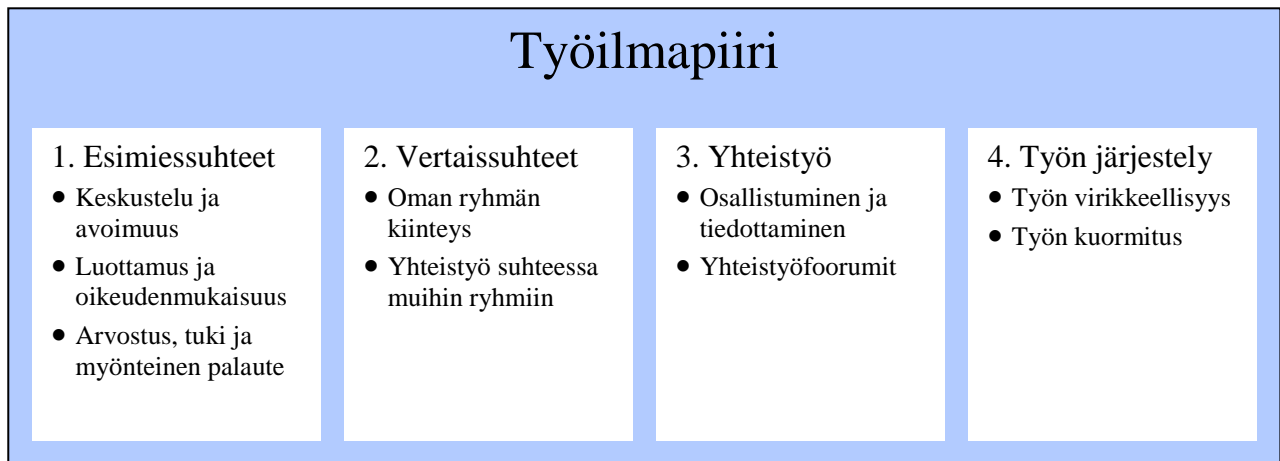 Työilmapiiri
1. Esimiessuhteet
• Keskustelu ja
avoimuus
• Luottamus ja
oikeudenmukaisuus
• Arvostus, tuki ja
myönteinen palaute
2. Vertaissuhteet
• Oman ryhmän
kiinteys
• Yhteistyö suhteessa
muihin ryhmiin
3. Yhteistyö
• Osallistuminen ja
tiedottaminen
• Yhteistyöfoorumit
4. Työn järjestely
• Työn virikkeellisyys
• Työn kuormitus